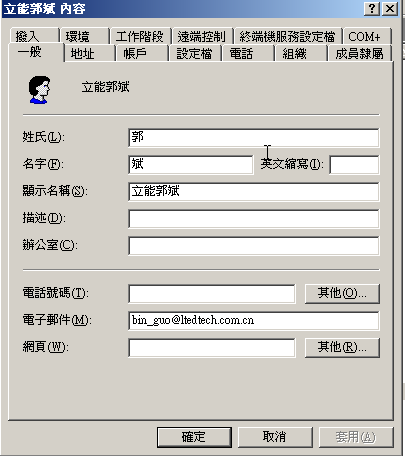 立能郭斌 內容
撥入 環境 工作階段 遠端控制 終端機服務設定檔 COM+
一般 地址 帳戶 設定檔 電話 組織 成員隸屬
立能郭斌
姓氏(L): 郭
名字(F): 斌 英文縮寫(I):
顯示名稱(S): 立能郭斌
描述(D):
辦公室(C):
電話號碼(T): 其他(O)...
電子郵件(M): bin_guo@ltedtech.com.cn
網頁(W): 其他(R)...
確定 取消 套用(A)